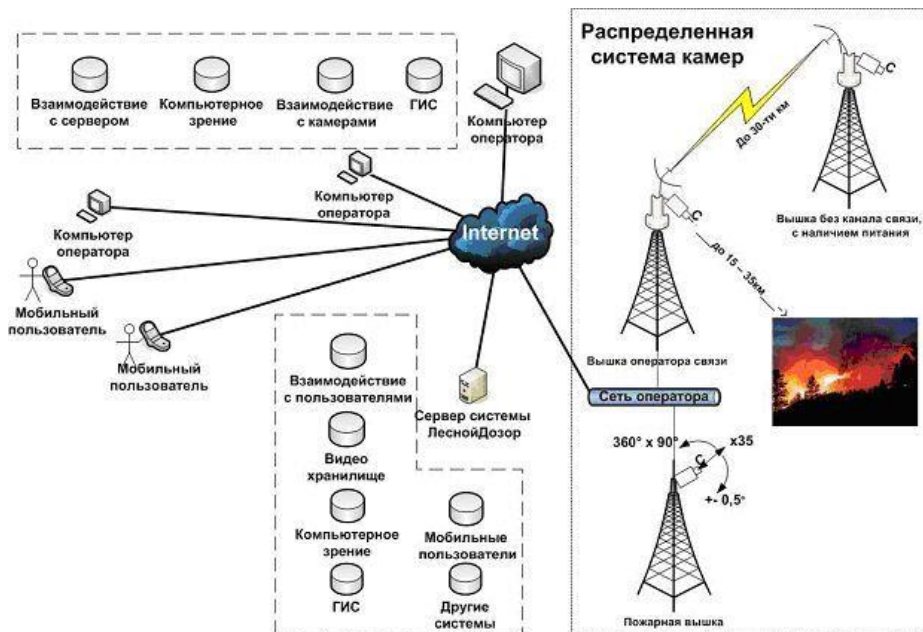 Взаимодействие
с сервером
Компьютерное
зрение
Взаимодействие
с камерами
ГИС
Компьютер
оператора
Компьютер
оператора
Компьютер
оператора
Internet
Мобильный
пользователь
Мобильный
пользователь
Взаимодействие
с пользователями
Видео
хранилище
Компьютерное
зрение
ГИС
Мобильные
пользователи
Другие
системы
Сервер системы
ЛеснойДозор
Распределенная
система камер
До 30-ти км
Вышка без канала связи,
с наличием питания
до 15 – 35км
Вышка оператора связи
Сеть оператора
360° x 90°
x35
+- 0,5°
Пожарная вышка